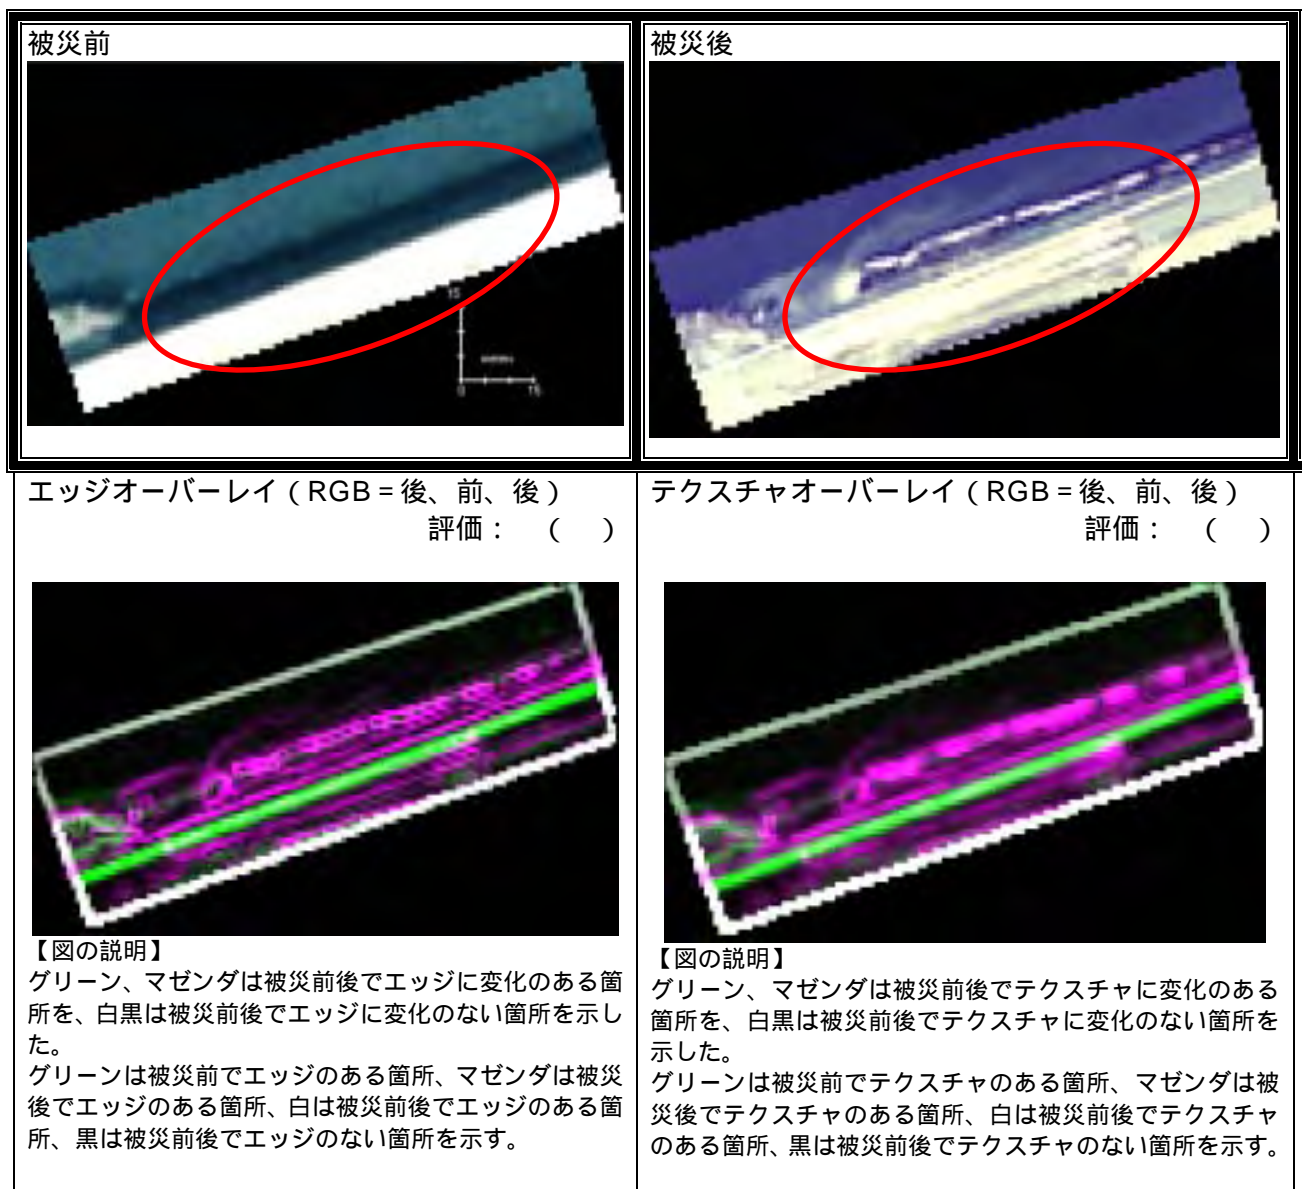 被災前
被災後
15
0
15
エッジオーバーレイ（RGB＝後、前、後）
評価：　（　）
テクスチャオーバーレイ（RGB＝後、前、後）
評価：　（　）
【図の説明】
グリーン、マゼンダは被災前後でエッジに変化のある箇
所を、白黒は被災前後でエッジに変化のない箇所を示し
た。
グリーンは被災前でエッジのある箇所、マゼンダは被災
後でエッジのある箇所、白は被災前後でエッジのある箇
所、黒は被災前後でエッジのない箇所を示す。
【図の説明】
グリーン、マゼンダは被災前後でテクスチャに変化のある
箇所を、白黒は被災前後でテクスチャに変化のない箇所を
示した。
グリーンは被災前でテクスチャのある箇所、マゼンダは被
災後でテクスチャのある箇所、白は被災前後でテクスチャ
のある箇所、黒は被災前後でテクスチャのない箇所を示す。